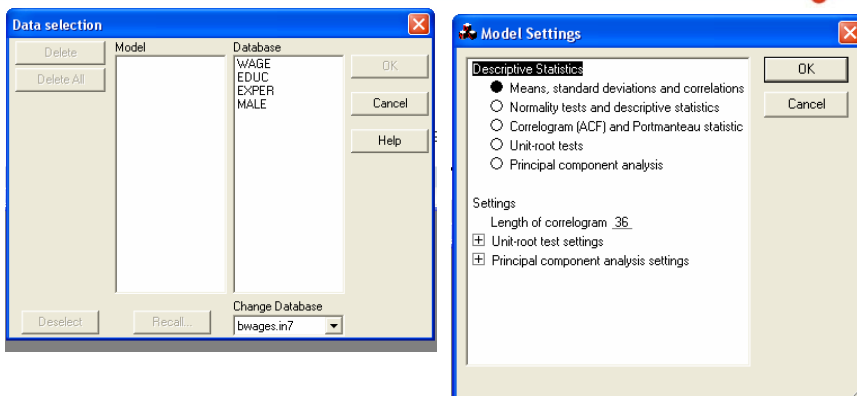 Data selection
Delete
Delete All
Model
Database
WAGE
EDUC
EXPER
MALE
OK
Cancel
Help
Change Database
Deselect
Recall...
bwages.in7
Model Settings
Descriptive Statistics
Means, standard deviations and correlations
Normality tests and descriptive statistics
Correlogram (ACF) and Portmanteau statistic
Unit-root tests
Principal component analysis
Settings
Length of correlogram 36
Unit-root test settings
Principal component analysis settings
OK
Cancel